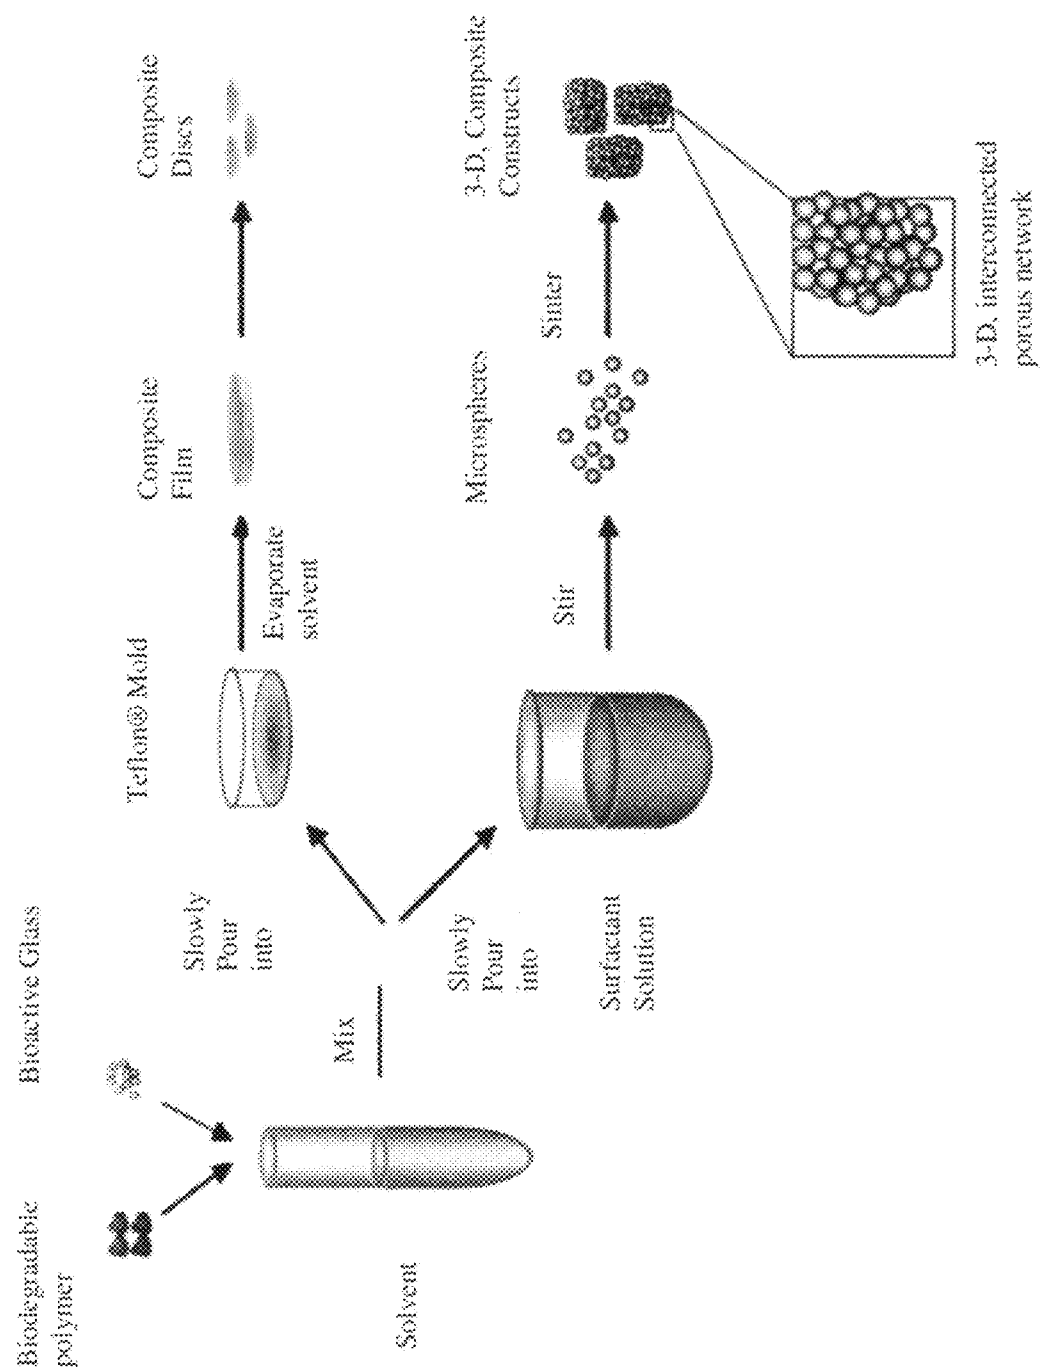 Biodegradable
polymer
Bioactive Glass
Solvent
Mix
Slowly
Pour
into
Teflon® Mold
Evaporate
solvent
Composite
Film
Composite
Discs
Slowly
Pour
into
Surfactant
Solution
Stir
Microspheres
Sinter
3-D, Composite
Constructs
3-D, interconnected
porous network